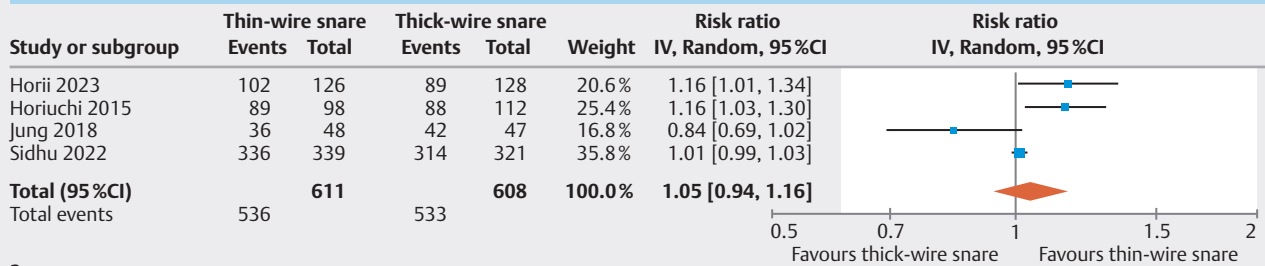 Thin-wire snare Thick-wire snare Risk ratio Risk ratio
Study or subgroup Events Total Events Total Weight IV, Random, 95%CI IV, Random, 95%CI
Horii 2023 102 126 89 128 20.6% 1.16 [1.01, 1.34]
Horiuchi 2015 89 98 88 112 25.4% 1.16 [1.03, 1.30]
Jung 2018 36 48 42 47 16.8% 0.84 [0.69, 1.02]
Sidhu 2022 336 339 314 321 35.8% 1.01 [0.99, 1.03]
Total (95%CI) 611 608 100.0% 1.05 [0.94, 1.16]
Total events 536 533
0.5 0.7 1 1.5 2
Favours thick-wire snare Favours thin-wire snare